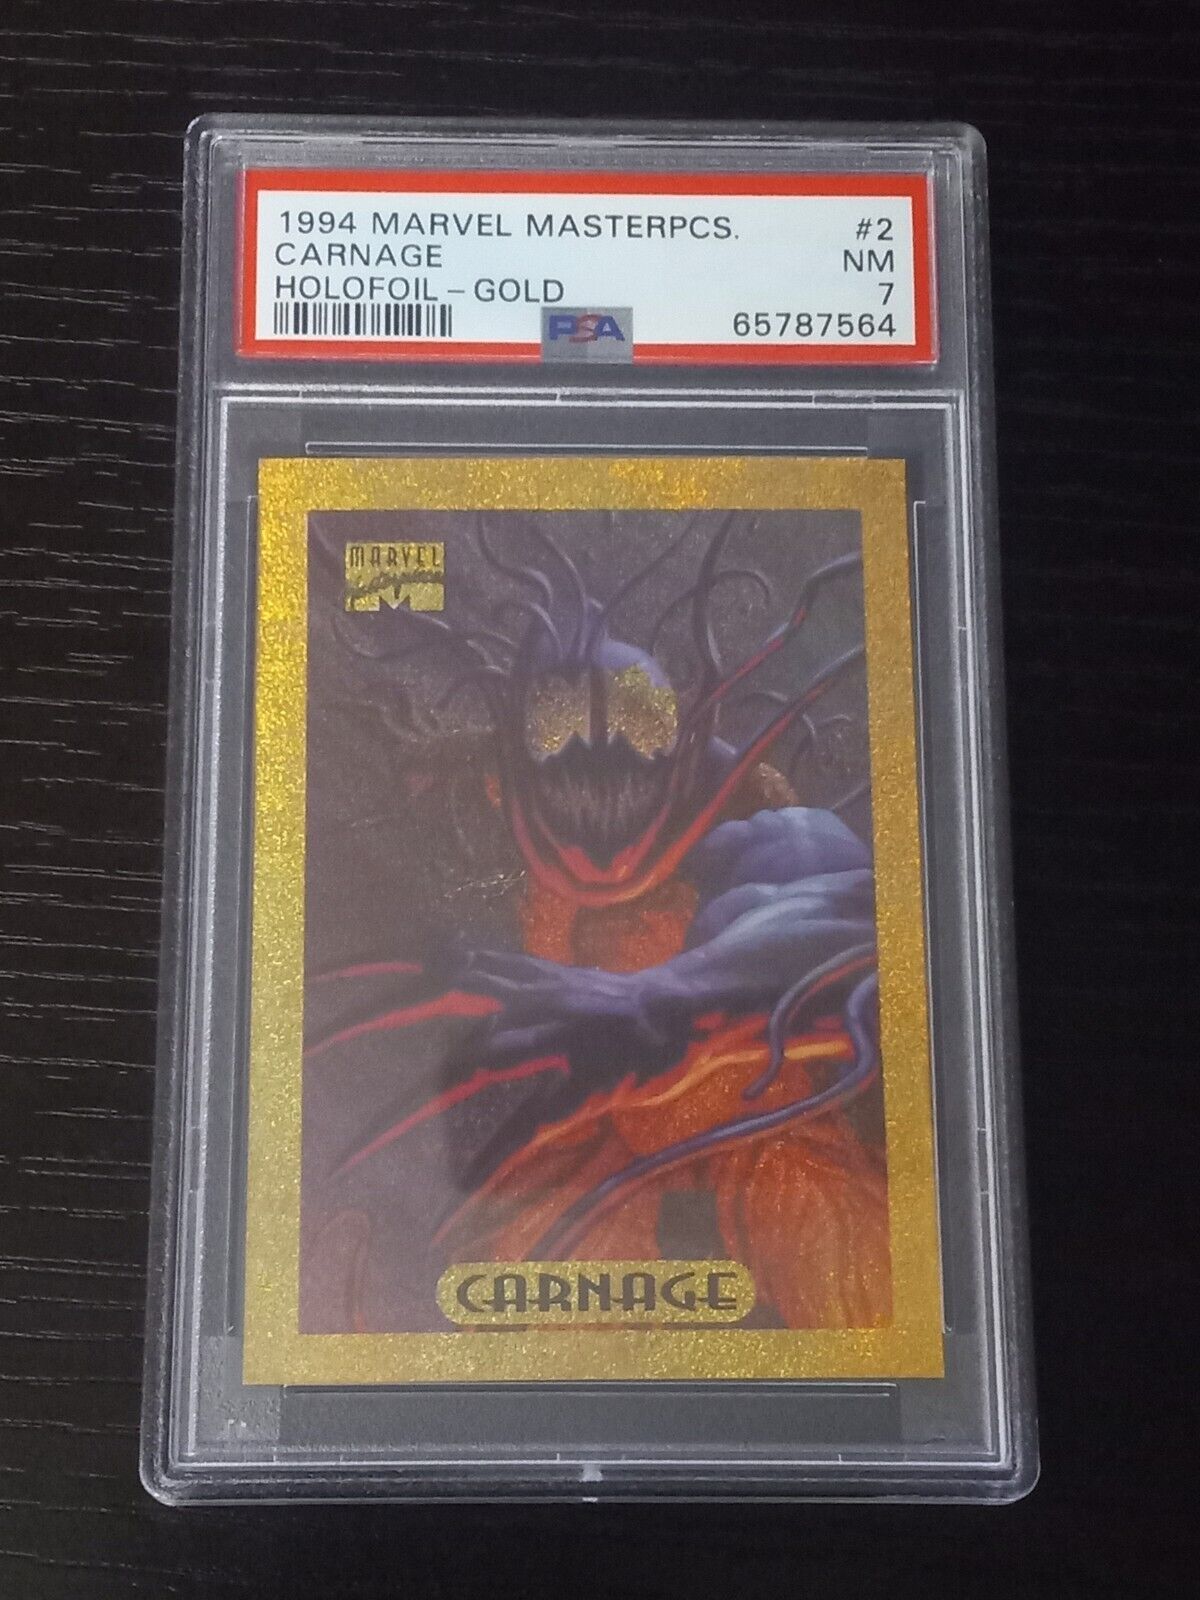 1994 MARVEL MASTERPCS. #2
CARNAGE NM
HOLOFOIL – GOLD 7
PSA 65787564
MARVEL
Masterpieces
CARNAGE